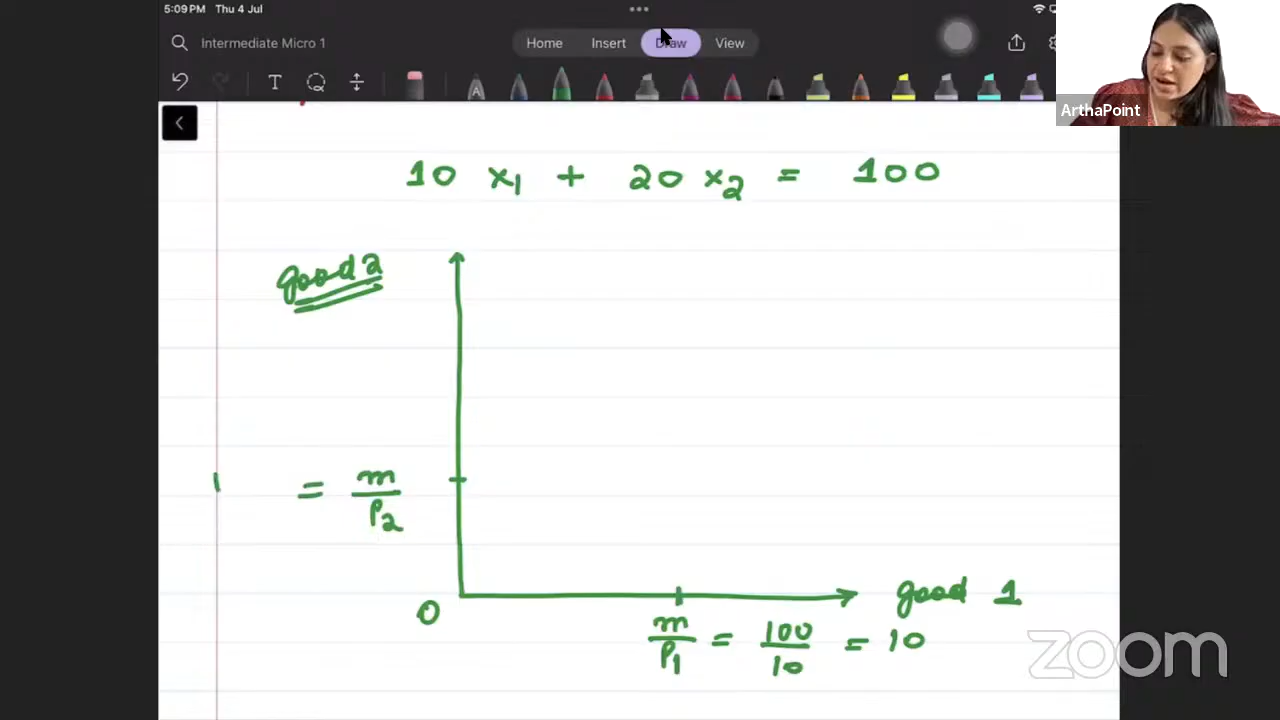 5:09 PM Thu 4 Jul
Intermediate Micro 1
Home Insert Draw View
ArthaPoint
10 x1 + 20 x2 = 100
good 2
= m/P2
0
good 1
m/P1 = 100/10 = 10
zoom